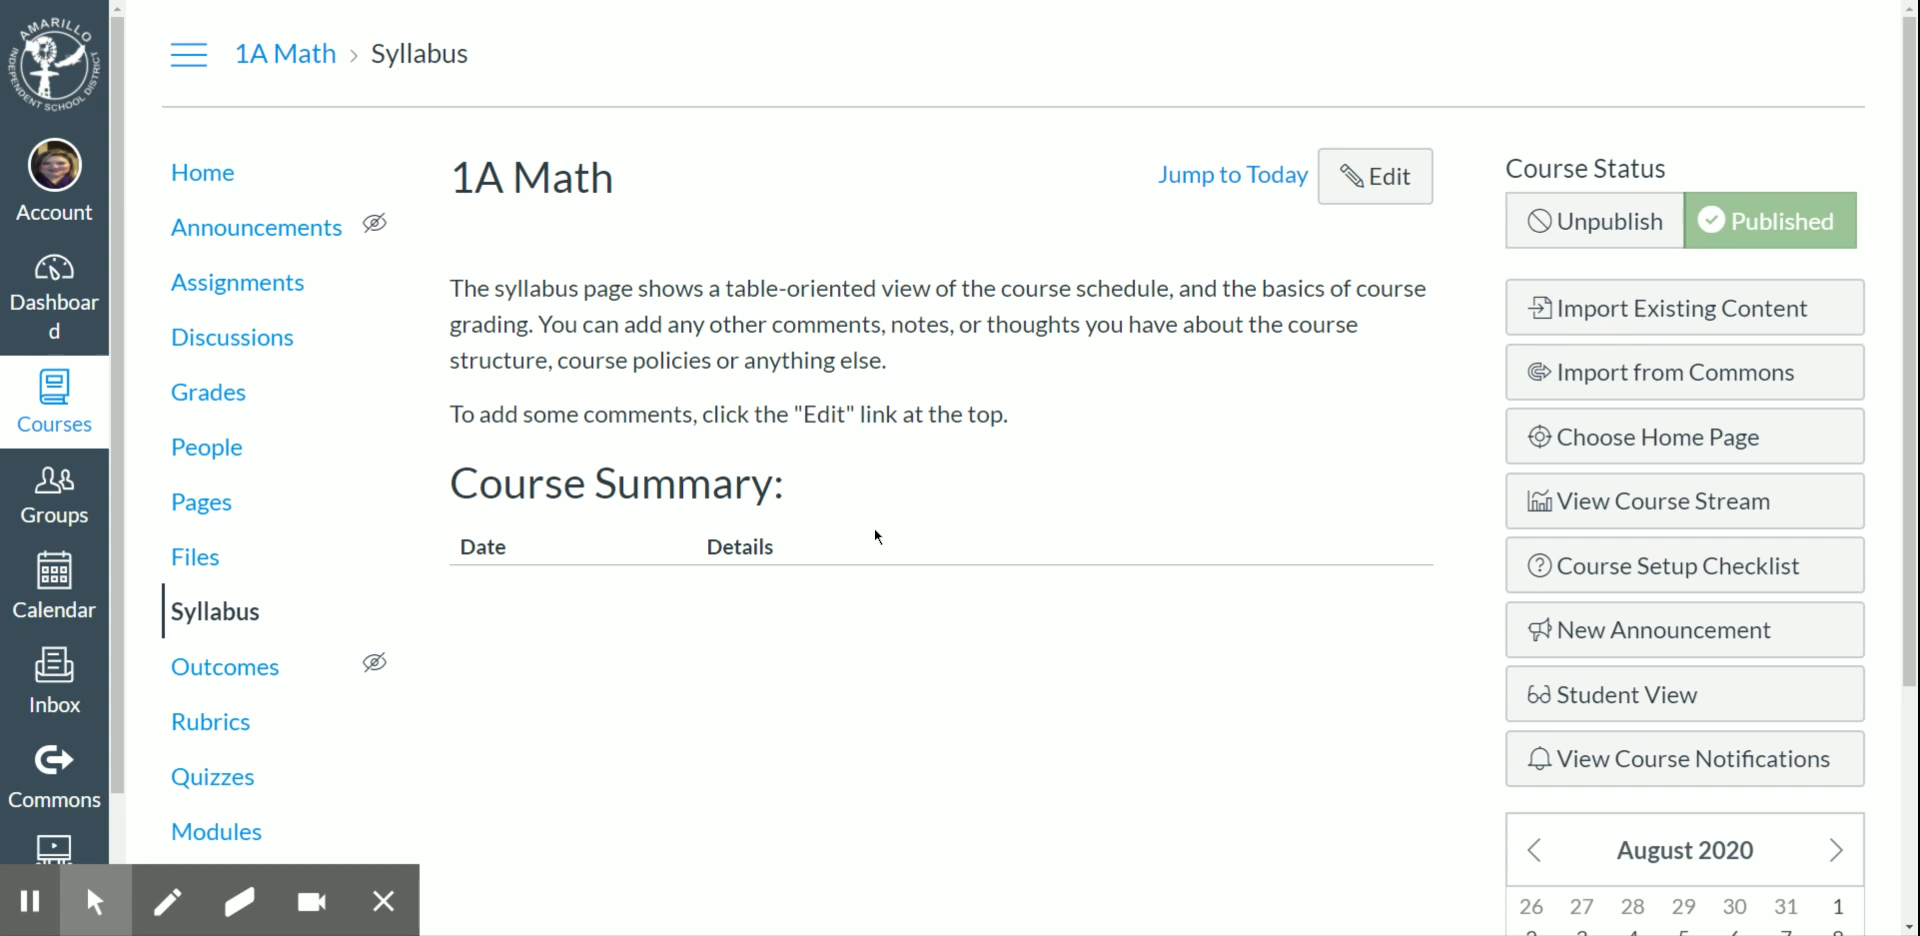 AMARILLO
INDEPENDENT SCHOOL DISTRICT
Account
Dashboar
d
Courses
Groups
Calendar
Inbox
Commons
1A Math › Syllabus
Home
Announcements
Assignments
Discussions
Grades
People
Pages
Files
Syllabus
Outcomes
Rubrics
Quizzes
Modules
1A Math
Jump to Today
Edit
The syllabus page shows a table-oriented view of the course schedule, and the basics of course
grading. You can add any other comments, notes, or thoughts you have about the course
structure, course policies or anything else.
To add some comments, click the "Edit" link at the top.
Course Summary:
Date Details
Course Status
Unpublish Published
Import Existing Content
Import from Commons
Choose Home Page
View Course Stream
Course Setup Checklist
New Announcement
Student View
View Course Notifications
August 2020
26 27 28 29 30 31 1